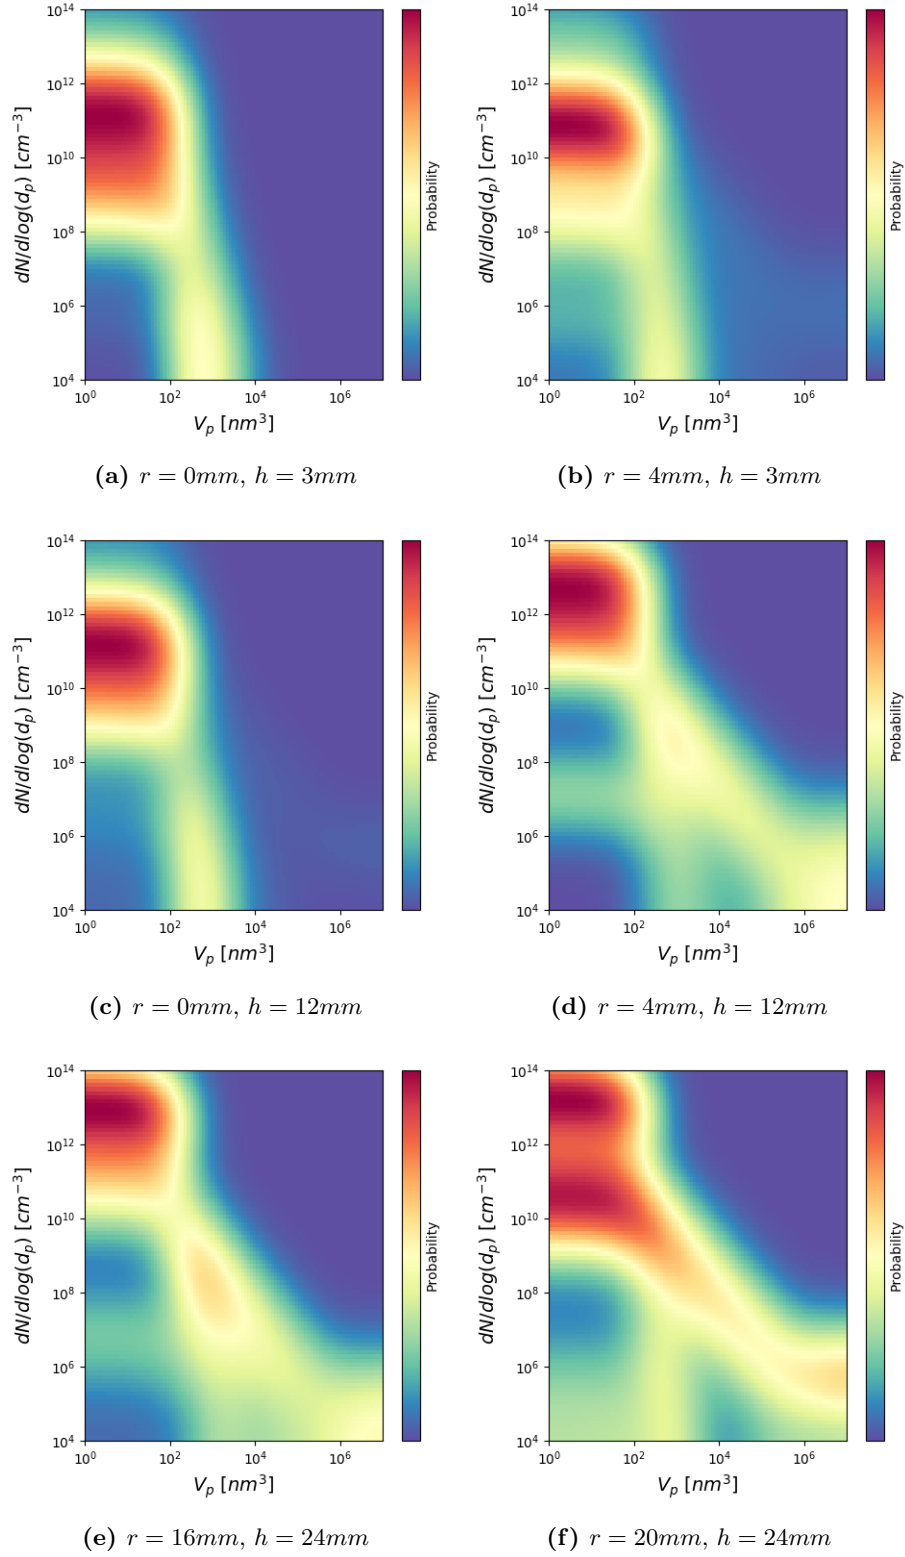 10^14
10^12
10^10
10^8
10^6
10^4
dN/dlog(d_p) [cm^−3]
10^0 10^2 10^4 10^6
V_p [nm^3]
Probability
(a) r = 0mm, h = 3mm
10^14
10^12
10^10
10^8
10^6
10^4
dN/dlog(d_p) [cm^−3]
10^0 10^2 10^4 10^6
V_p [nm^3]
Probability
(b) r = 4mm, h = 3mm
10^14
10^12
10^10
10^8
10^6
10^4
dN/dlog(d_p) [cm^−3]
10^0 10^2 10^4 10^6
V_p [nm^3]
Probability
(c) r = 0mm, h = 12mm
10^14
10^12
10^10
10^8
10^6
10^4
dN/dlog(d_p) [cm^−3]
10^0 10^2 10^4 10^6
V_p [nm^3]
Probability
(d) r = 4mm, h = 12mm
10^14
10^12
10^10
10^8
10^6
10^4
dN/dlog(d_p) [cm^−3]
10^0 10^2 10^4 10^6
V_p [nm^3]
Probability
(e) r = 16mm, h = 24mm
10^14
10^12
10^10
10^8
10^6
10^4
dN/dlog(d_p) [cm^−3]
10^0 10^2 10^4 10^6
V_p [nm^3]
Probability
(f) r = 20mm, h = 24mm